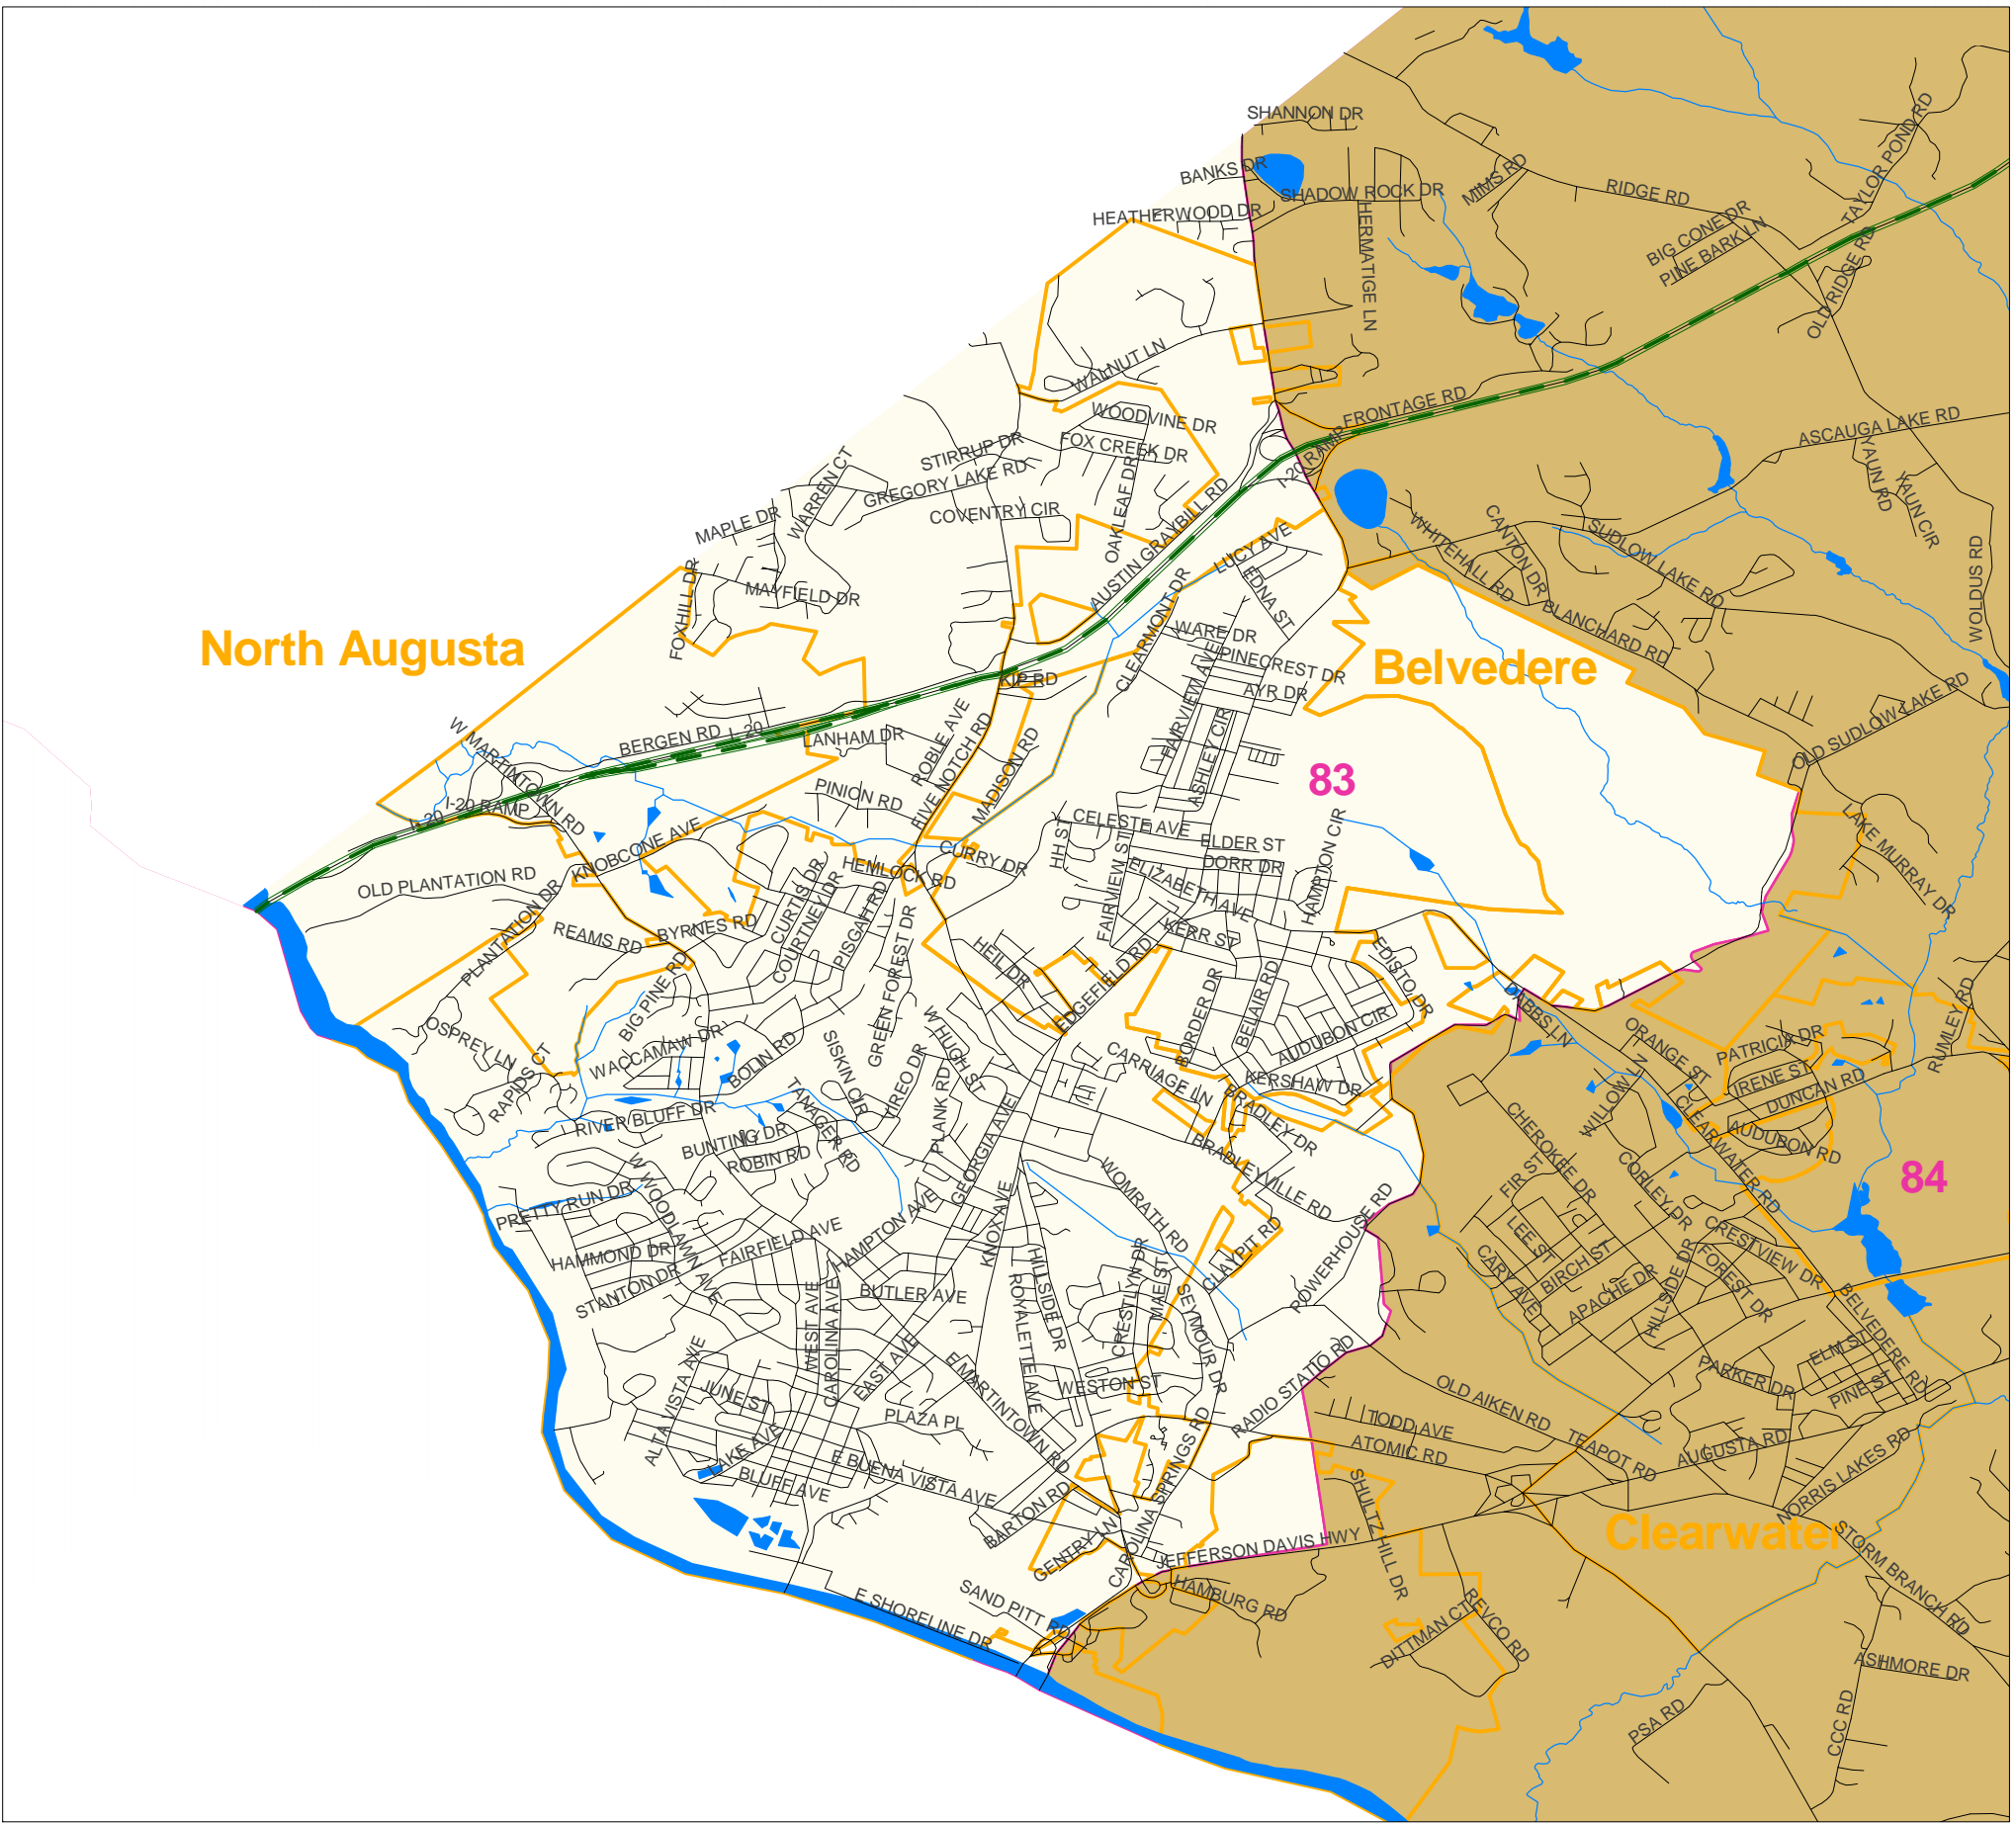 SHANNON DR
BANKS DR
SHADOW ROCK DR
MIMS RD
RIDGE RD
TAYLOR POND RD
HEATHERWOOD DR
HERMATIGE LN
BIG CONE DR
PINE BARK LN
OLD RIDGE RD
WALNUT LN
FRONTAGE RD
WOODVINE DR
ASCAUGA LAKE RD
STIRRUP DR
FOX CREEK DR
I-20 RAMP
WARREN CT
GREGORY LAKE RD
OAKLEAF DR
YAUN RD
YAUN CIR
COVENTRY CIR
MAPLE DR
AUSTIN GRAYBILL RD
LUCY AVE
WHITEHALL RD
CANTON DR
SUDLOW LAKE RD
WOLDUS RD
FOXHILL DR
MAYFIELD DR
EDNA ST
BLANCHARD RD
North Augusta
CLEARMONT DR
WARE DR
PINECREST DR
Belvedere
KIP RD
FAIRVIEW AVE
AYR DR
W MARTINTOWN RD
BERGEN RD
I- 20
LANHAM DR
ROBLE AVE
FIVE NOTCH RD
MADISON RD
ASHLEY CIR
OLD SUDLOW LAKE RD
83
I-20 RAMP
I- 20
PINION RD
KNOBCONE AVE
CELESTE AVE
ELDER ST
HH ST
DORR DR
HAMPTON CIR
LAKE MURRAY DR
CURRY DR
HEMLOCK RD
OLD PLANTATION RD
PLANTATION DR
CURTIS DR
COURTNEY DR
PISGAH RD
FAIRVIEW ST
ELIZABETH AVE
KERR ST
REAMS RD
BYRNES RD
GREEN FOREST DR
HEIL DR
EDGEFIELD RD
EDISTO DR
BIG PINE RD
BORDER DR
BELAIR RD
DIBBS LN
RUMLEY RD
OSPREY LN
RAPIDS CT
WACCAMAW DR
BOLIN RD
SISKIN CIR
W HUGH ST
AUDUBON CIR
ORANGE ST
PATRICIA DR
CARRIAGE LN
KERSHAW DR
WILLOW LN
IRENE ST
DUNCAN RD
TANAGER RD
VIREO DR
PLANK RD
BRADLEY DR
CLEARWATER RD
AUDUBON RD
RIVER BLUFF DR
BUNTING DR
ROBIN RD
GEORGIA AVE
BRADLEYVILLE RD
CHEROKEE DR
84
W WOODLAWN AVE
WOMRATH RD
FIR ST
CORLEY DR
PRETTY RUN DR
HAMPTON AVE
KNOX AVE
POWERHOUSE RD
LEE ST
CRESTVIEW DR
HAMMOND DR
FAIRFIELD AVE
HILLSIDE DR
CLAYPIT RD
CARY AVE
BIRCH ST
FOREST DR
STANTON DR
BUTLER AVE
ROYALETTE AVE
CRESTLYN DR
MAE ST
SEYMOUR DR
APACHE DR
HILLSIDE DR
BELVEDERE RD
WEST AVE
CAROLINA AVE
EAST AVE
E MARTINTOWN RD
ELM ST
ALTA VISTA AVE
JUNE ST
WESTON ST
RADIO STATIO RD
PARKER DR
PINE ST
OLD AIKEN RD
PLAZA PL
TODD AVE
LAKE AVE
ATOMIC RD
TEAPOT RD
AUGUSTA RD
BLUFF AVE
E BUENA VISTA AVE
CAROLINA SPRINGS RD
SHULTZ HILL DR
NORRIS LAKES RD
BARTON RD
GENTRY LN
JEFFERSON DAVIS HWY
Clearwater
STORM BRANCH RD
SAND PITT RD
HAMBURG RD
E SHORELINE DR
DITTMAN CT
REVCO RD
ASHMORE DR
PSA RD
CCC RD